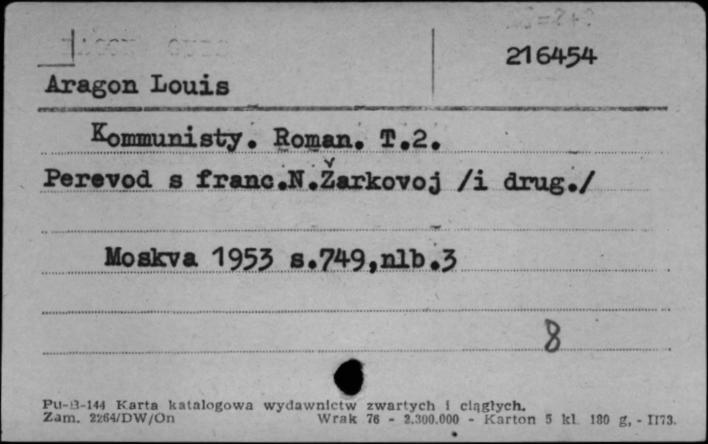 216454
Aragon Louis
Kommunisty. Roman. T.2.
Perevod s franc.N.Žarkovoj /i drug./
Moskva 1953 s.749,nlb.3
8
Pu-B-144 Karta katalogowa wydawnictw zwartych i ciągłych.
Zam. 2264/DW/On Wrak 76 - 2.300.000 - Karton 5 kl 180 g, - II73.